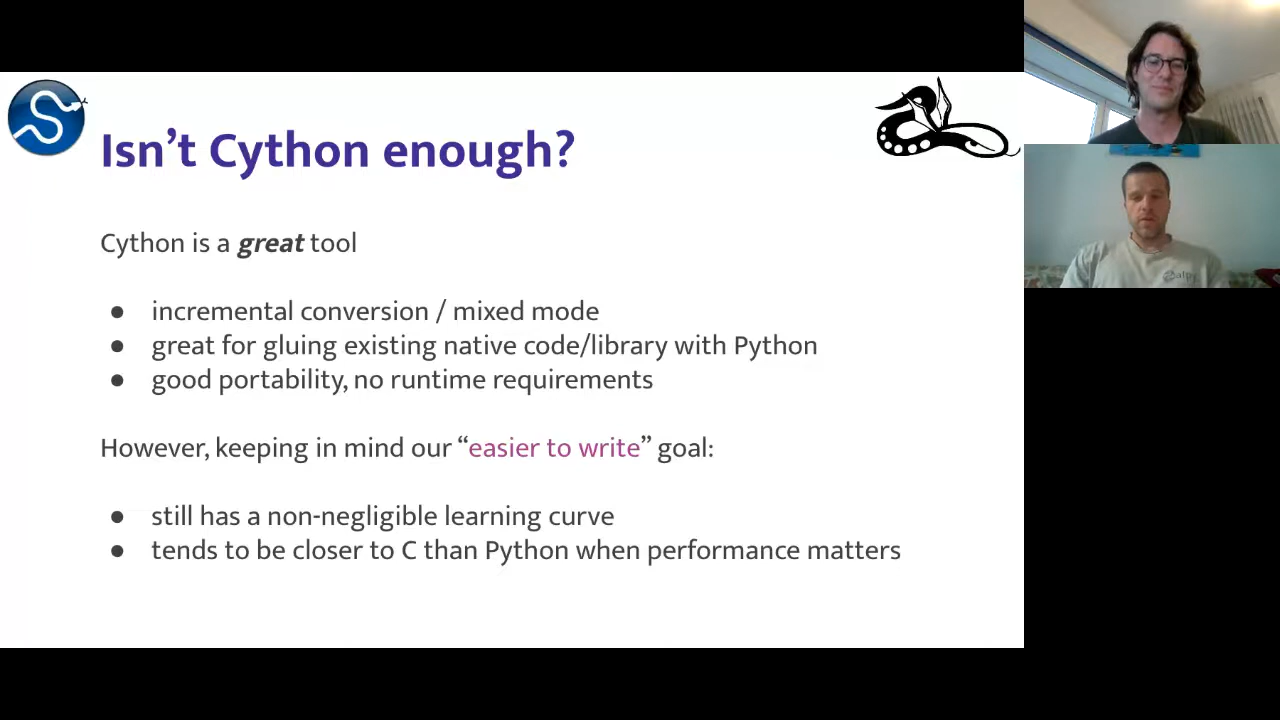 Isn’t Cython enough?
Cython is a great tool
● incremental conversion / mixed mode
● great for gluing existing native code/library with Python
● good portability, no runtime requirements
However, keeping in mind our “easier to write” goal:
● still has a non-negligible learning curve
● tends to be closer to C than Python when performance matters